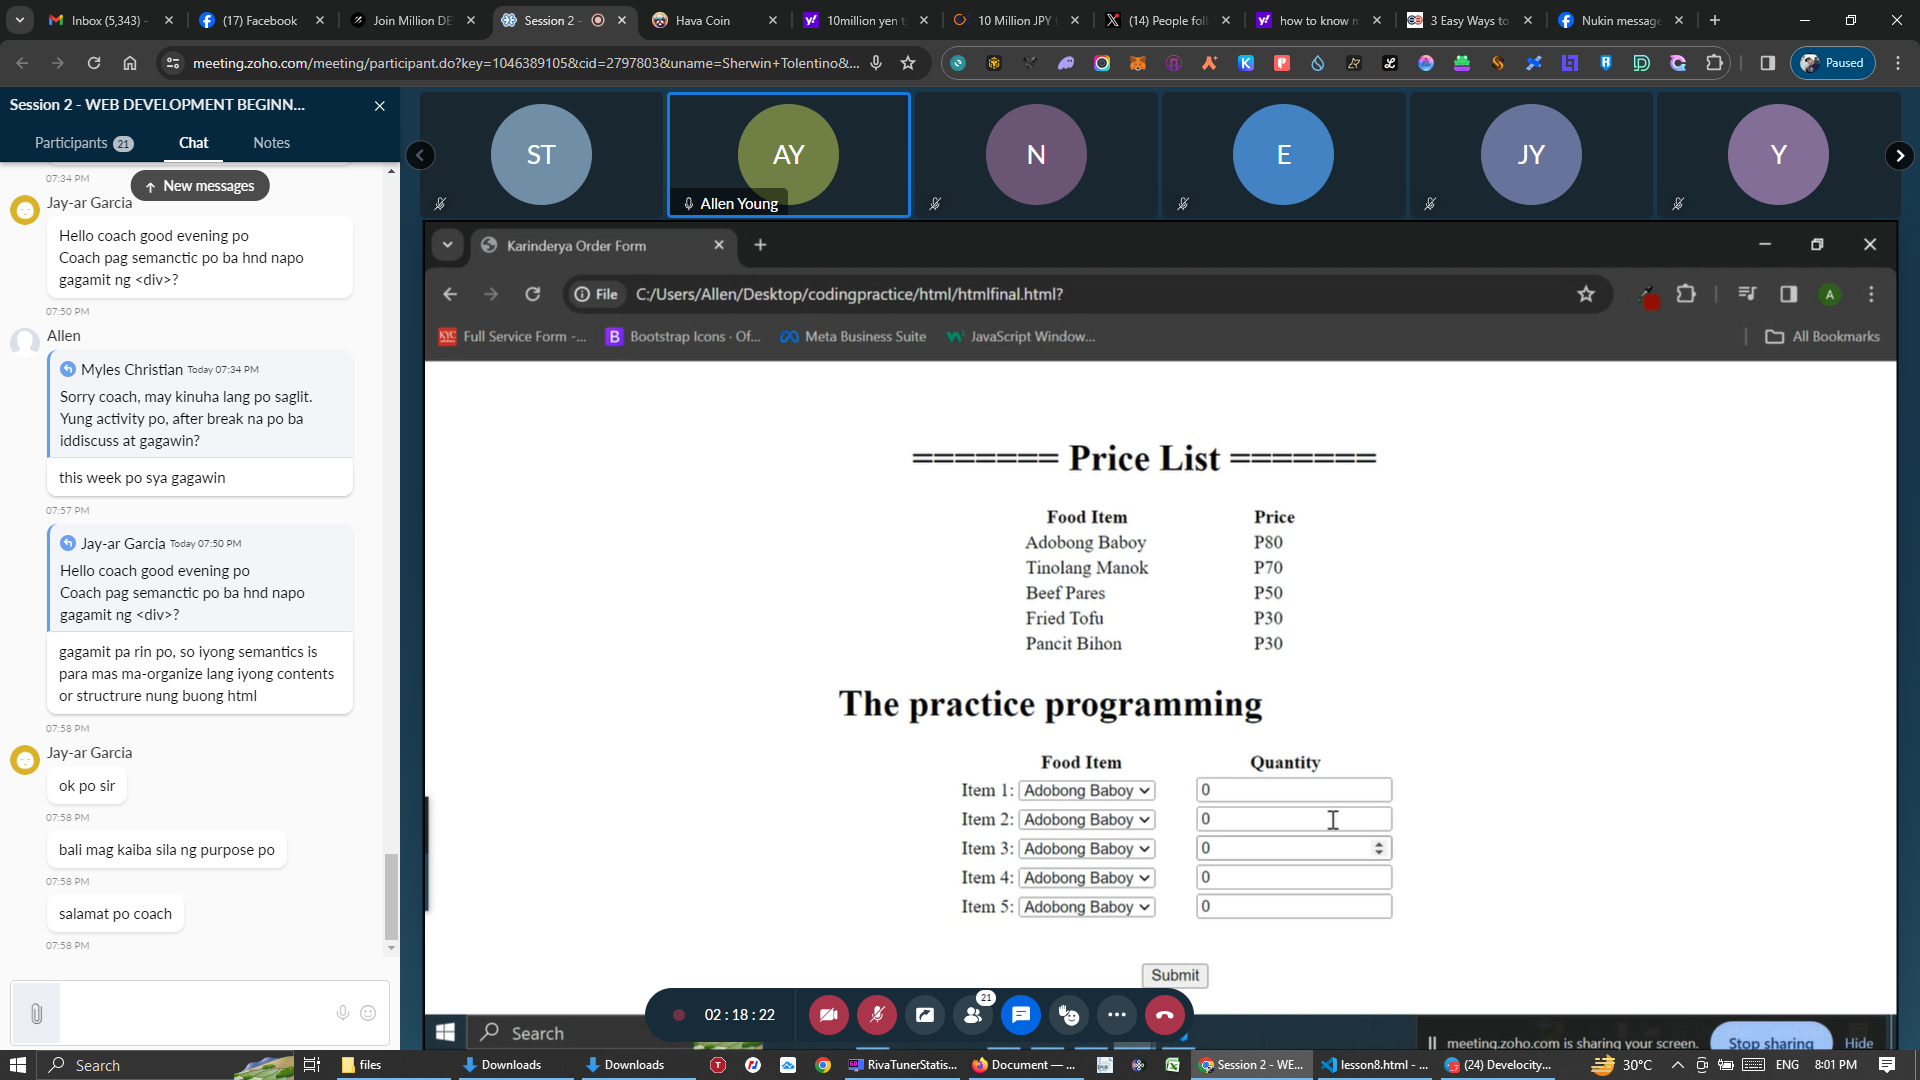 Inbox (5,343) -
(17) Facebook
Join Million DE
Session 2 -
Hava Coin
10million yen t
10 Million JPY t
(14) People foll
how to know m
3 Easy Ways to
Nukin message
meeting.zoho.com/meeting/participant.do?key=1046389105&cid=2797803&uname=Sherwin+Tolentino&...
Paused
Session 2 - WEB DEVELOPMENT BEGINN...
Participants 21
Chat
Notes
07:34 PM
New messages
Jay-ar Garcia
Hello coach good evening po
Coach pag semanctic po ba hnd napo
gagamit ng <div>?
07:50 PM
Allen
Myles Christian Today 07:34 PM
Sorry coach, may kinuha lang po saglit.
Yung activity po, after break na po ba
iddiscuss at gagawin?
this week po sya gagawin
07:57 PM
Jay-ar Garcia Today 07:50 PM
Hello coach good evening po
Coach pag semanctic po ba hnd napo
gagamit ng <div>?
gagamit pa rin po, so iyong semantics is
para mas ma-organize lang iyong contents
or structrure nung buong html
07:58 PM
Jay-ar Garcia
ok po sir
07:58 PM
bali mag kaiba sila ng purpose po
07:58 PM
salamat po coach
07:58 PM
ST
AY
Allen Young
N
E
JY
Y
Karinderya Order Form
File
C:/Users/Allen/Desktop/codingpractice/html/htmlfinal.html?
A
KYC Full Service Form -...
B Bootstrap Icons · Of...
Meta Business Suite
JavaScript Window...
All Bookmarks
======= Price List =======
Food Item Price
Adobong Baboy P80
Tinolang Manok P70
Beef Pares P50
Fried Tofu P30
Pancit Bihon P30
The practice programming
Food Item Quantity
Item 1: Adobong Baboy 0
Item 2: Adobong Baboy 0
Item 3: Adobong Baboy 0
Item 4: Adobong Baboy 0
Item 5: Adobong Baboy 0
Submit
02:18:22
21
Search
meeting.zoho.com is sharing your screen.
Stop sharing
Hide
Search
files
Downloads
Downloads
RivaTunerStatis...
Document — ...
Session 2 - WE...
lesson8.html - ...
(24) Develocity...
30°C
ENG
8:01 PM